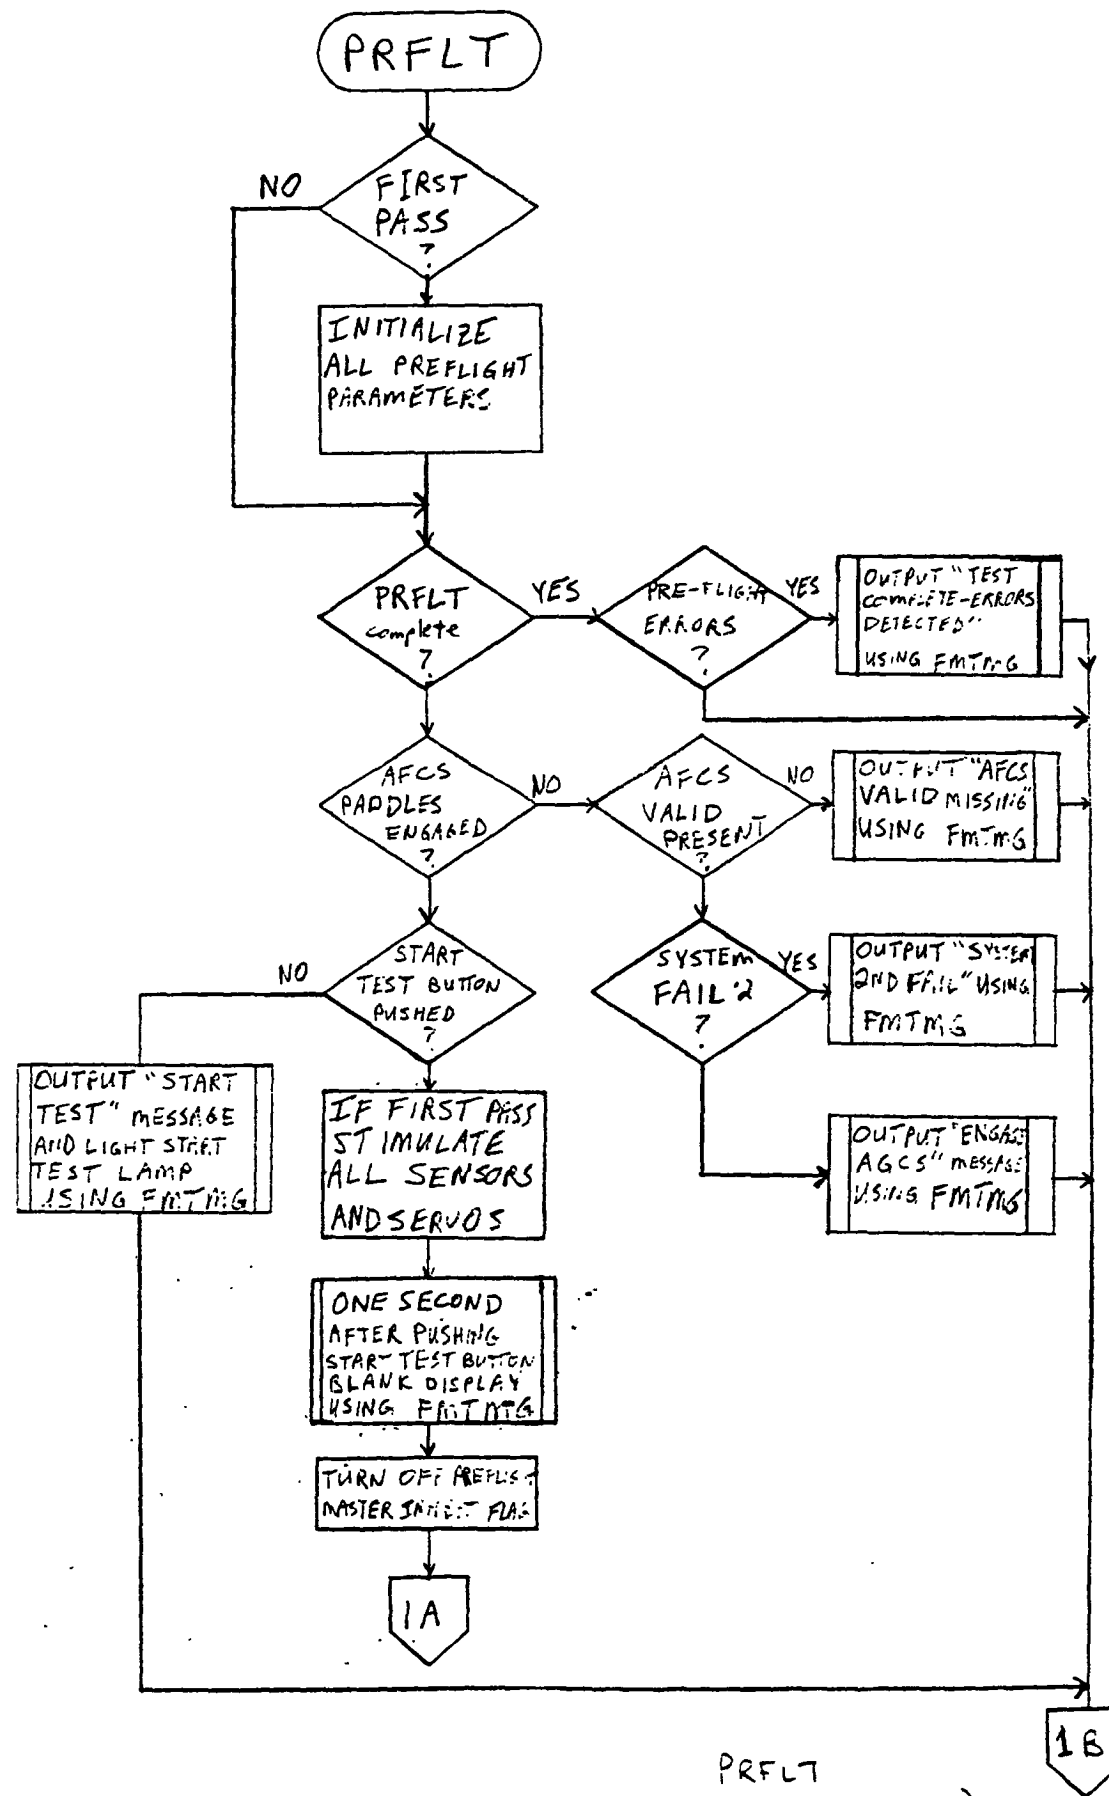 PRFLT
NO
FIRST
PASS
?
INITIALIZE
ALL PREFLIGHT
PARAMETERS
PRFLT
complete
?
YES
PRE-FLIGHT
ERRORS
?
YES
OUTPUT "TEST
COMPLETE-ERRORS
DETECTED"
USING FMTMG
AFCS
PADDLES
ENGAGED
?
NO
AFCS
VALID
PRESENT
?
NO
OUTPUT "AFCS
VALID MISSING"
USING FMTMG
START
TEST BUTTON
PUSHED
?
NO
SYSTEM
FAIL 2
?
YES
OUTPUT "SYSTEM
2ND FAIL" USING
FMTMG
OUTPUT "START
TEST" MESSAGE
AND LIGHT START
TEST LAMP
USING FMTMG
IF FIRST PASS
STIMULATE
ALL SENSORS
AND SERVOS
OUTPUT "ENGAGE
AGCS" MESSAGE
USING FMTMG
ONE SECOND
AFTER PUSHING
START TEST BUTTON
BLANK DISPLAY
USING FMTMG
TURN OFF PREFLIGHT
MASTER FLAG
1A
1B
PRFLT